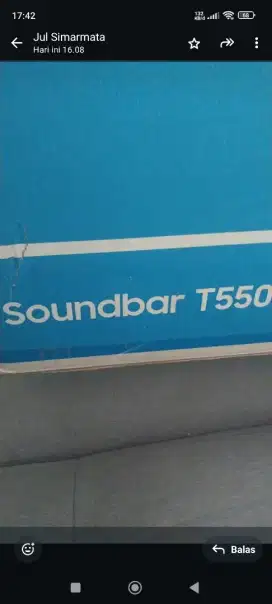 17:42
Jul Simarmata
Hari ini 16.08
Soundbar T550
Balas